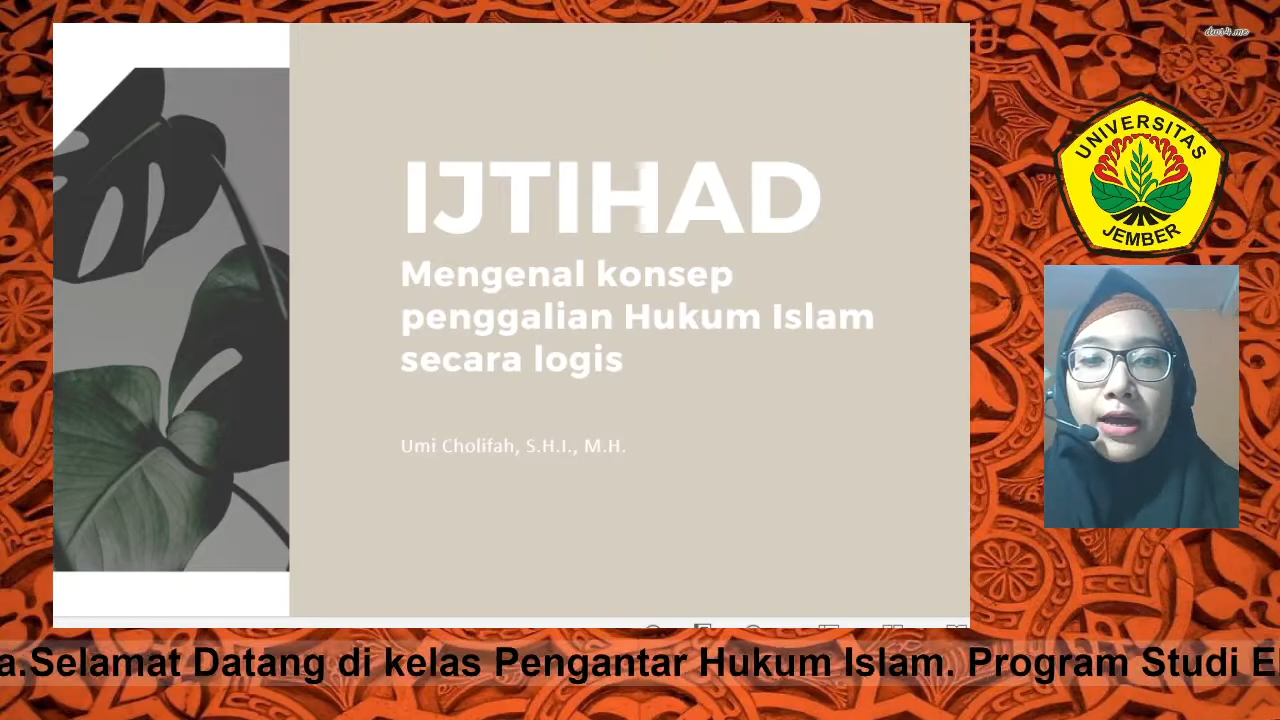 IJTIHAD
Mengenal konsep
penggalian Hukum Islam
secara logis
Umi Cholifah, S.H.I., M.H.
UNIVERSITAS
JEMBER
a.Selamat Datang di kelas Pengantar Hukum Islam. Program Studi